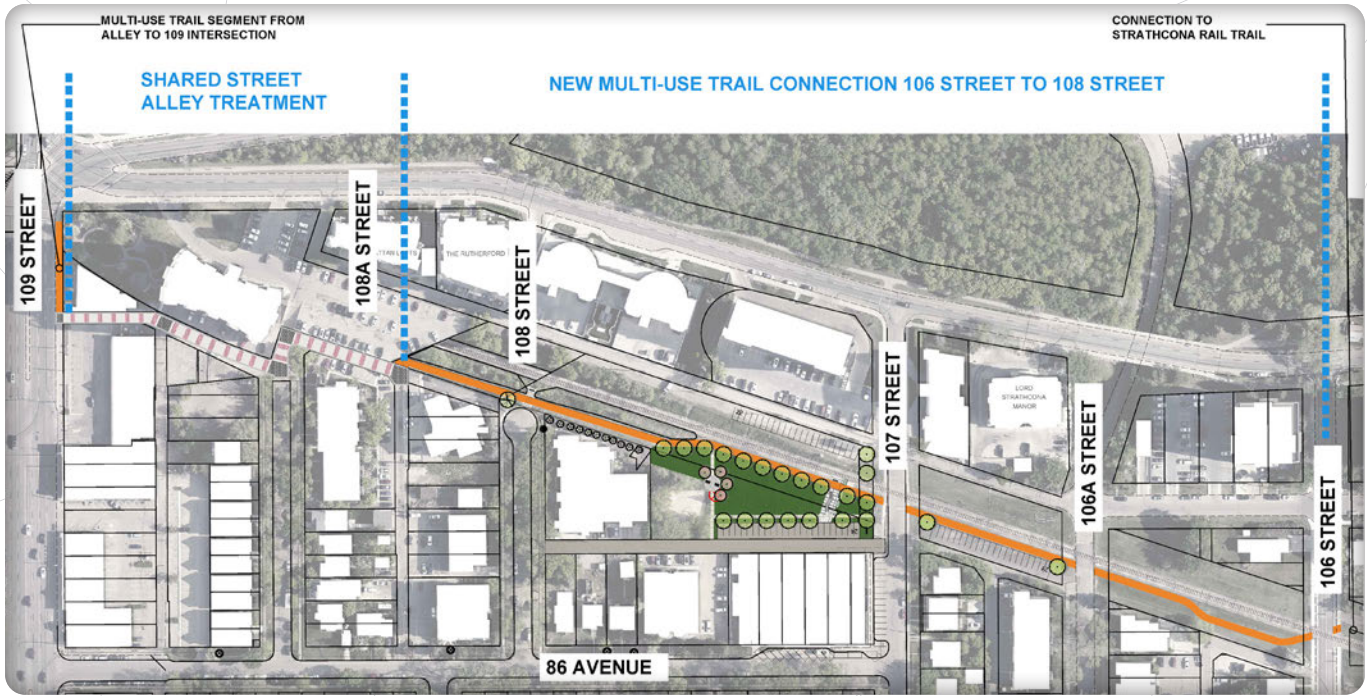 MULTI-USE TRAIL SEGMENT FROM
ALLEY TO 109 INTERSECTION
CONNECTION TO
STRATHCONA RAIL TRAIL
SHARED STREET
ALLEY TREATMENT
NEW MULTI-USE TRAIL CONNECTION 106 STREET TO 108 STREET
109 STREET
108A STREET
THE RUTHERFORD
108 STREET
107 STREET
LORD
STRATHCONA
MANOR
106A STREET
106 STREET
86 AVENUE